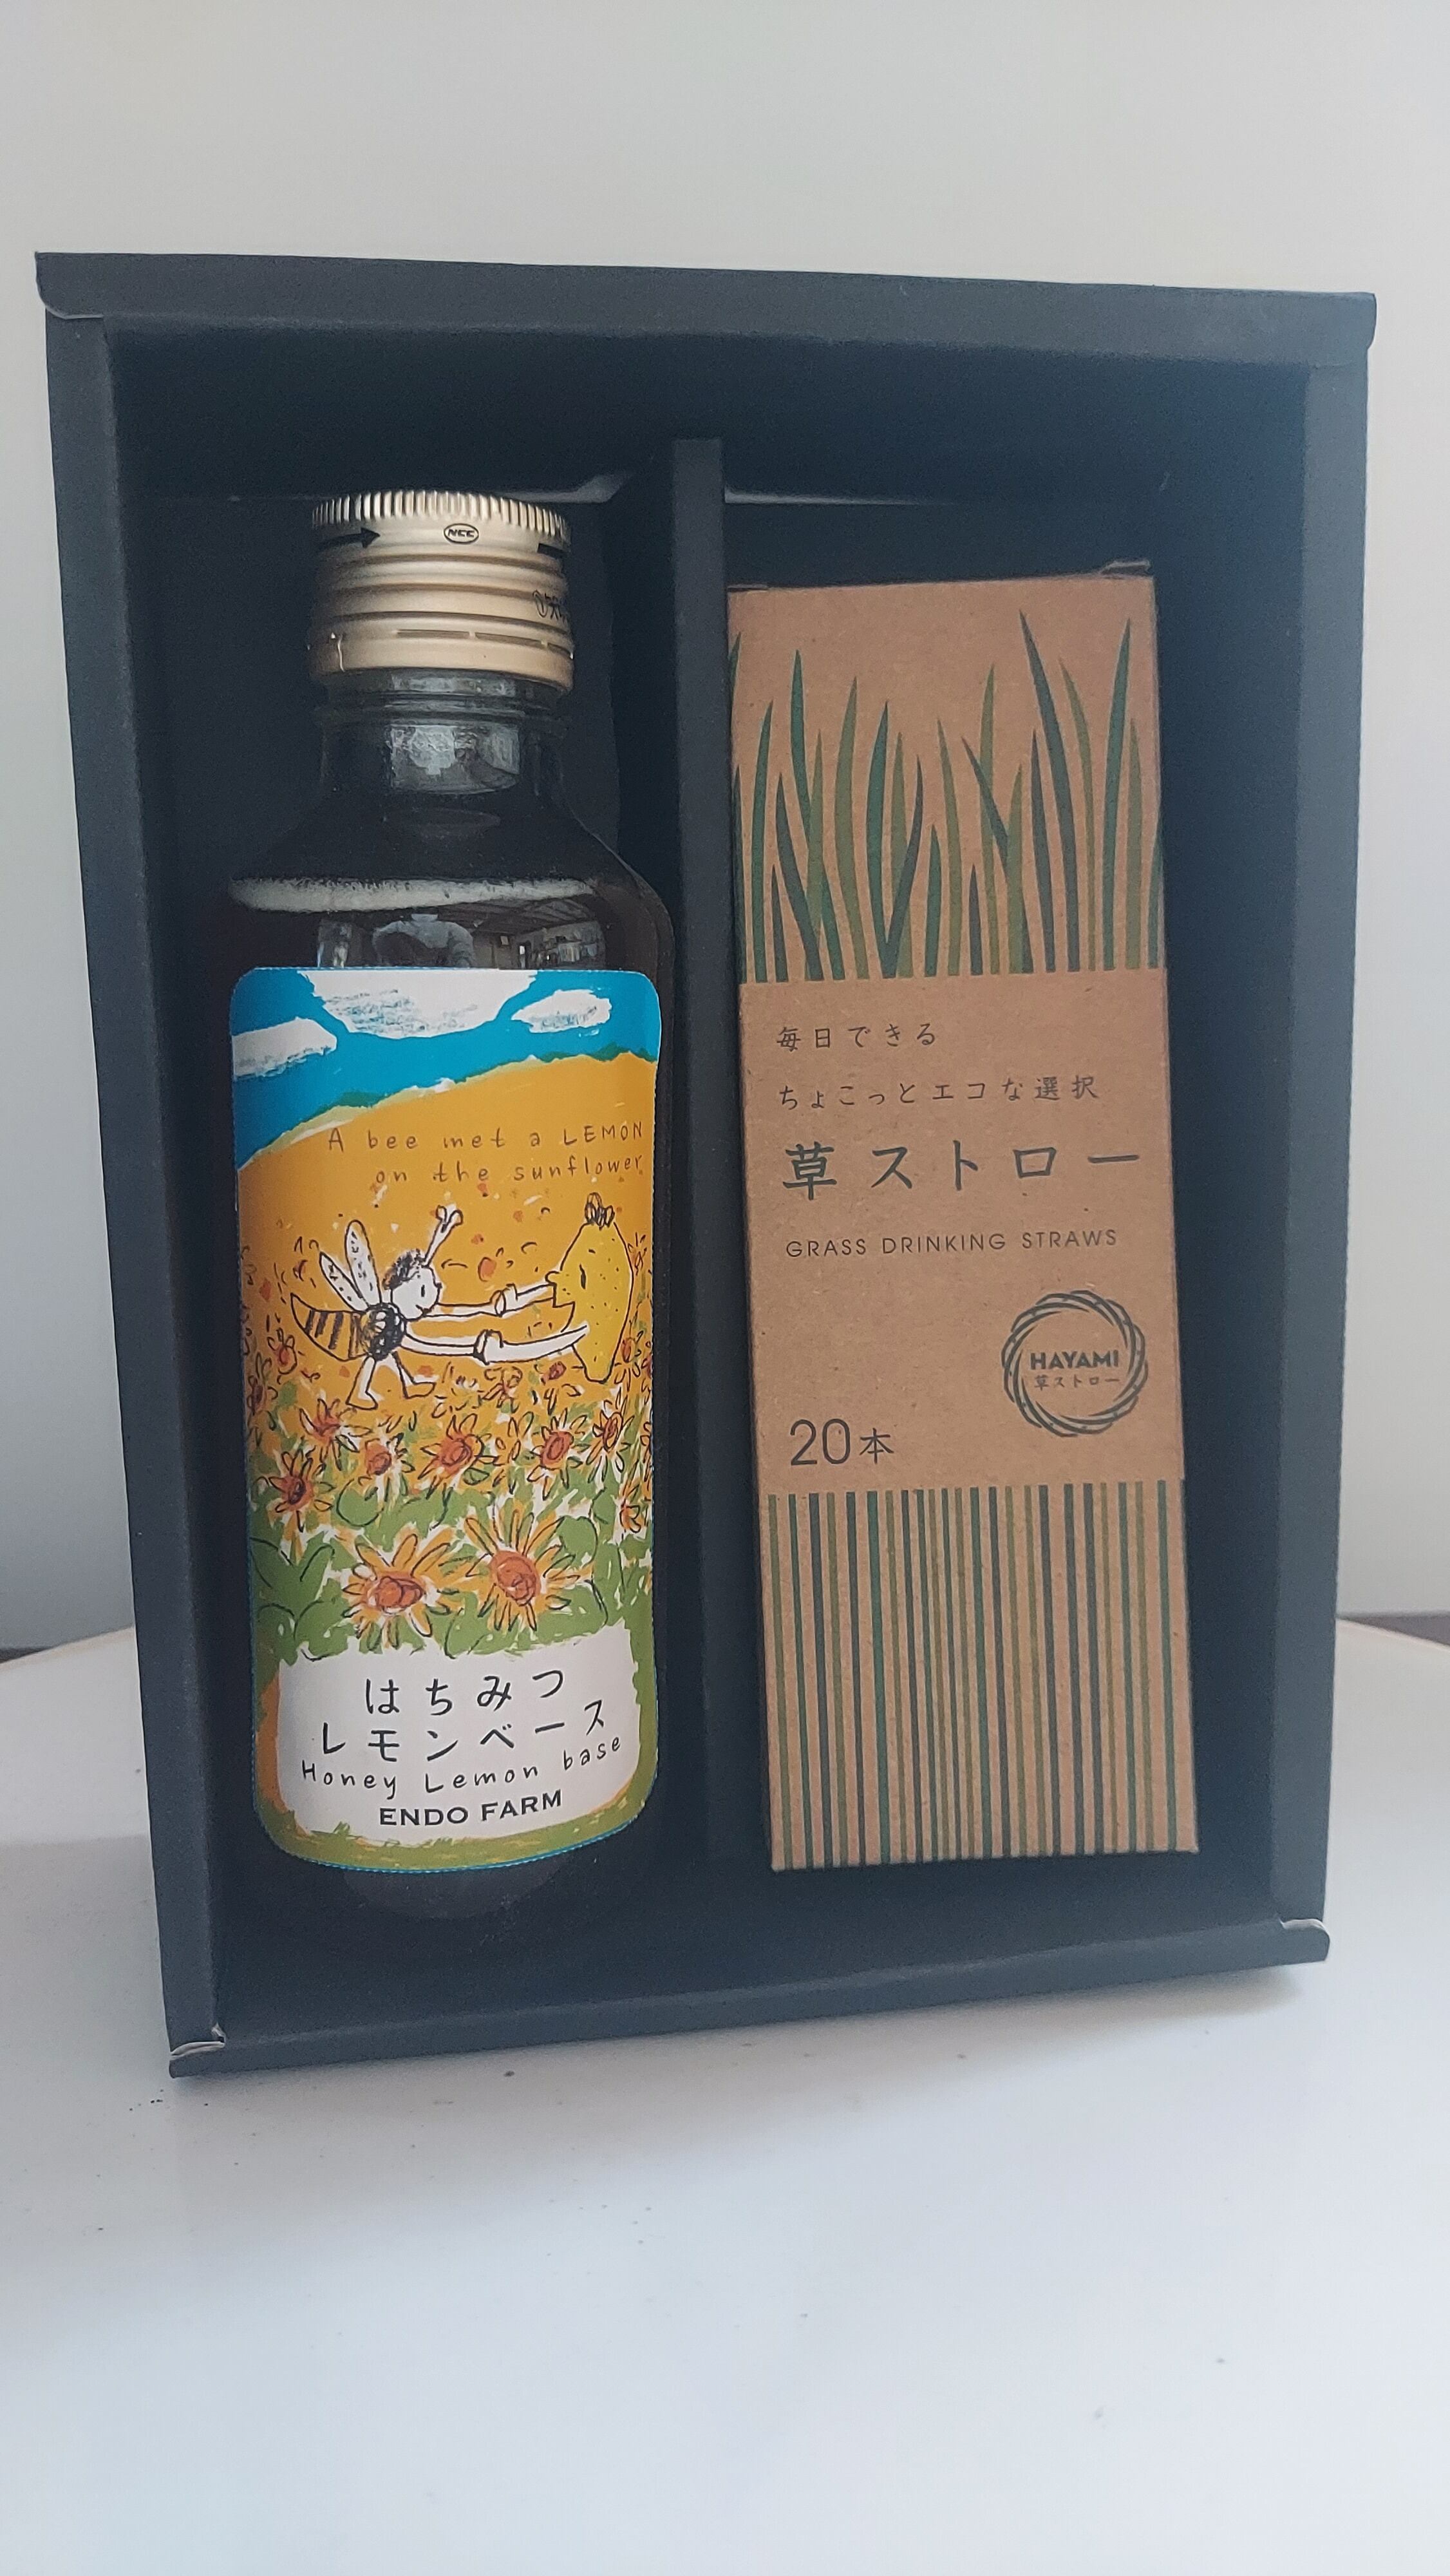 NCC
A bee met a LEMON
on the sunflower
はちみつ
レモンベース
Honey Lemon base
ENDO FARM
毎日できる
ちょこっとエコな選択
草ストロー
GRASS DRINKING STRAWS
HAYAMI
草ストロー
20本